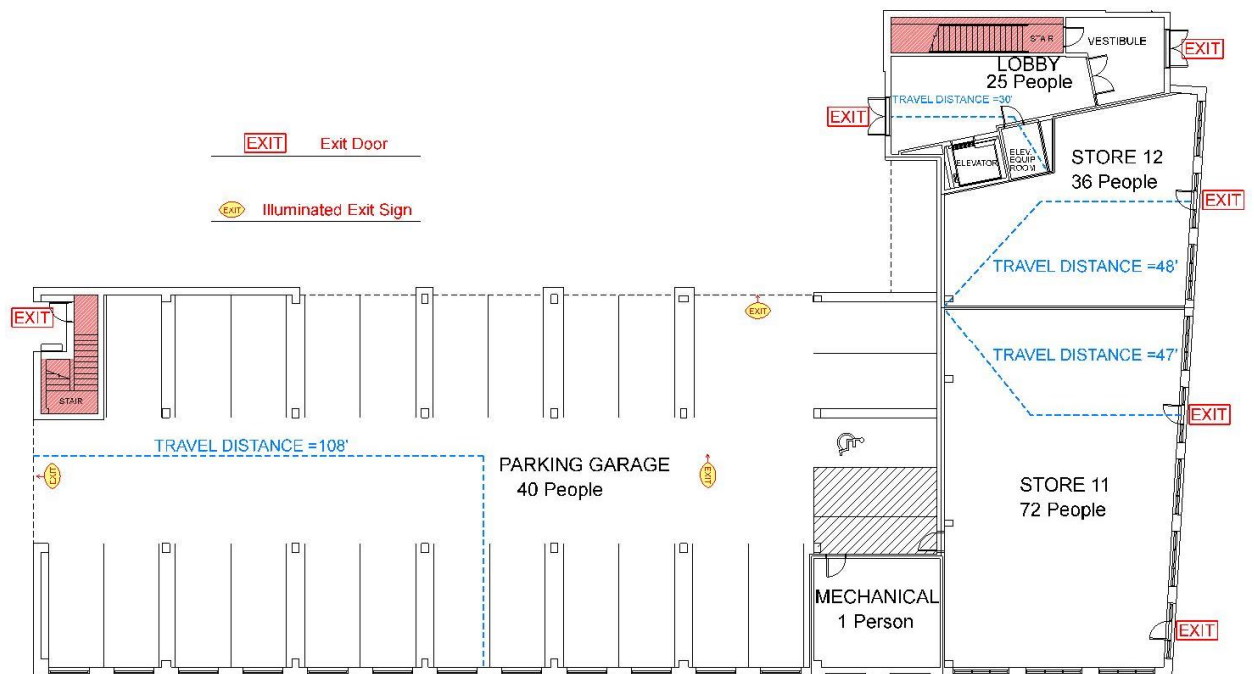 STAIR
VESTIBULE
EXIT
LOBBY
25 People
TRAVEL DISTANCE =30'
EXIT
EXIT Exit Door
ELEVATOR
ELEV.
EQUIP
ROOM
STORE 12
36 People
EXIT
EXIT Illuminated Exit Sign
TRAVEL DISTANCE =48'
EXIT
EXIT
TRAVEL DISTANCE =47'
STAIR
EXIT
TRAVEL DISTANCE =108'
PARKING GARAGE
40 People
EXIT
EXIT
STORE 11
72 People
MECHANICAL
1 Person
EXIT